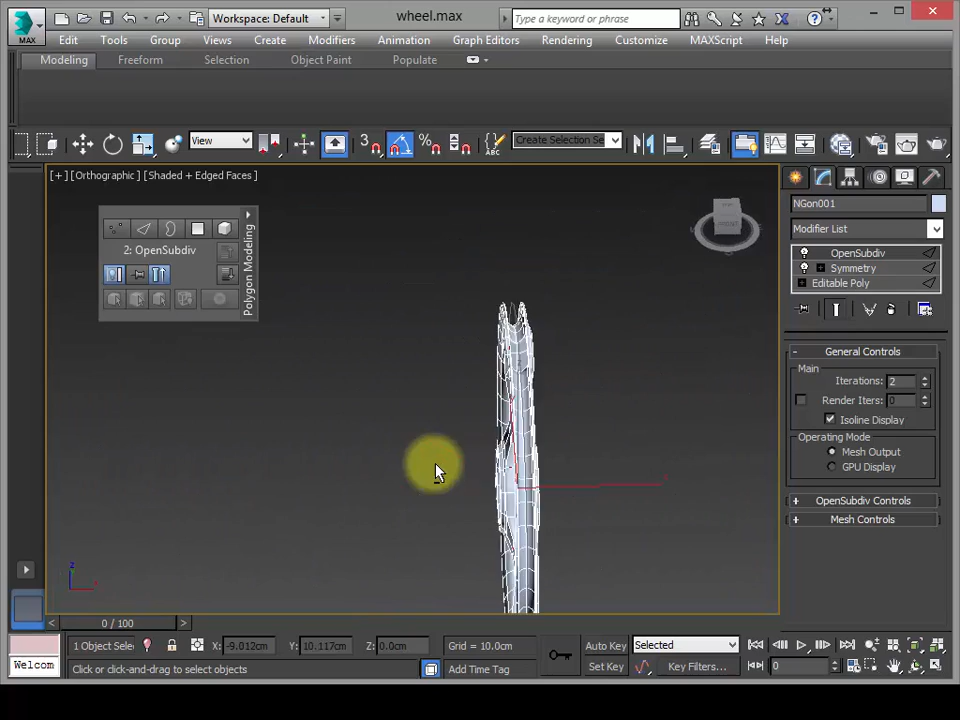 MAX
Workspace: Default
wheel.max
Type a keyword or phrase
Edit Tools Group Views Create Modifiers Animation Graph Editors Rendering Customize MAXScript Help
Modeling Freeform Selection Object Paint Populate
View
3
Create Selection Se
ABC
[+] [Orthographic ] [Shaded + Edged Faces ]
NGon001
Modifier List
2: OpenSubdiv
Polygon Modeling
OpenSubdiv
Symmetry
Editable Poly
General Controls
Main
Iterations: 2
Render Iters: 0
Isoline Display
Operating Mode
Mesh Output
GPU Display
OpenSubdiv Controls
Mesh Controls
0 / 100
1 Object Sele
X: -9.012cm
Y: 10.117cm
Z: 0.0cm
Grid = 10.0cm
Auto Key
Selected
Welcom
Click or click-and-drag to select objects
Add Time Tag
Set Key
Key Filters...
0